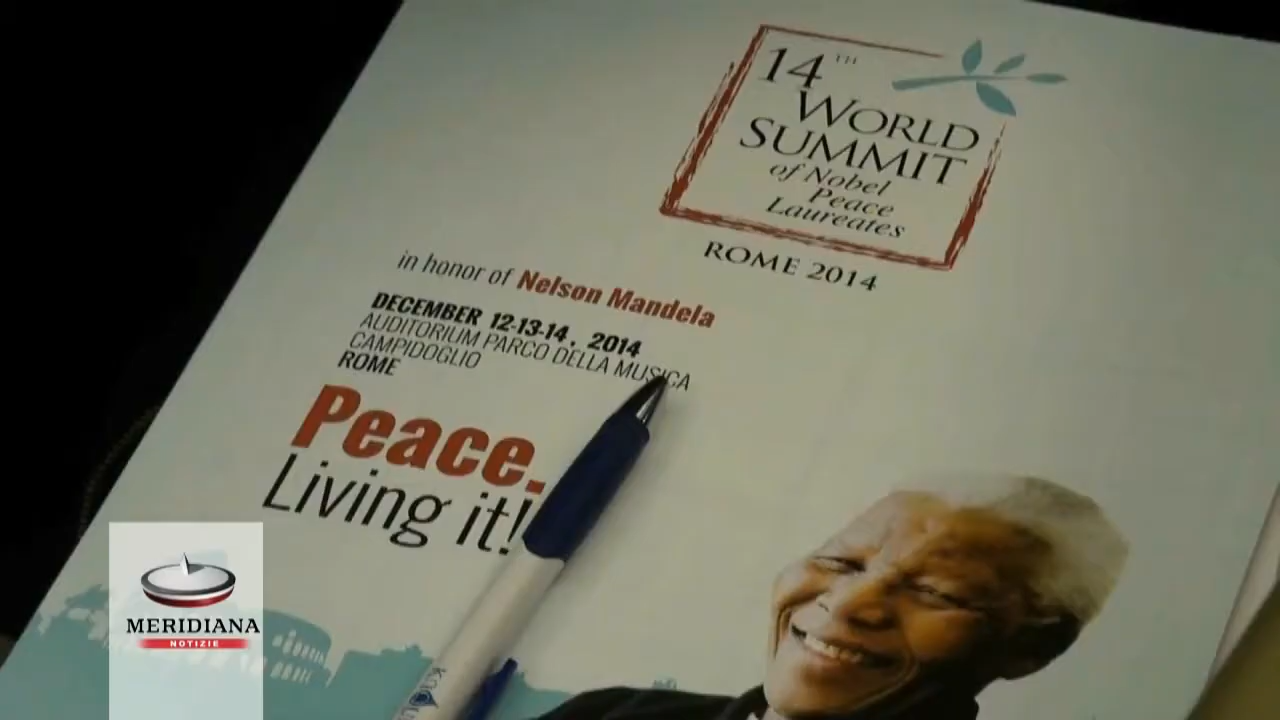 14TH
WORLD
SUMMIT
of Nobel
Peace
Laureates
ROME 2014
in honor of Nelson Mandela
DECEMBER 12-13-14, 2014
AUDITORIUM PARCO DELLA MUSICA
CAMPIDOGLIO
ROME
Peace.
Living it!
MERIDIANA
NOTIZIE